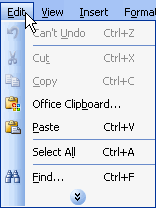 Edit View Insert Forma
Can't Undo Ctrl+Z
Cut Ctrl+X
Copy Ctrl+C
Office Clipboard...
Paste Ctrl+V
Select All Ctrl+A
Find... Ctrl+F